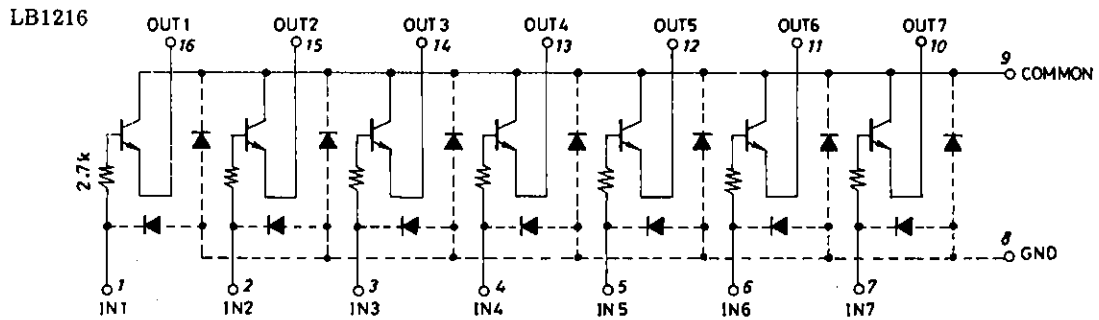 LB1216
OUT1 OUT2 OUT3 OUT4 OUT5 OUT6 OUT7
16 15 14 13 12 11 10
9
COMMON
2.7k
8
GND
1 2 3 4 5 6 7
IN1 IN2 IN3 IN4 IN5 IN6 IN7